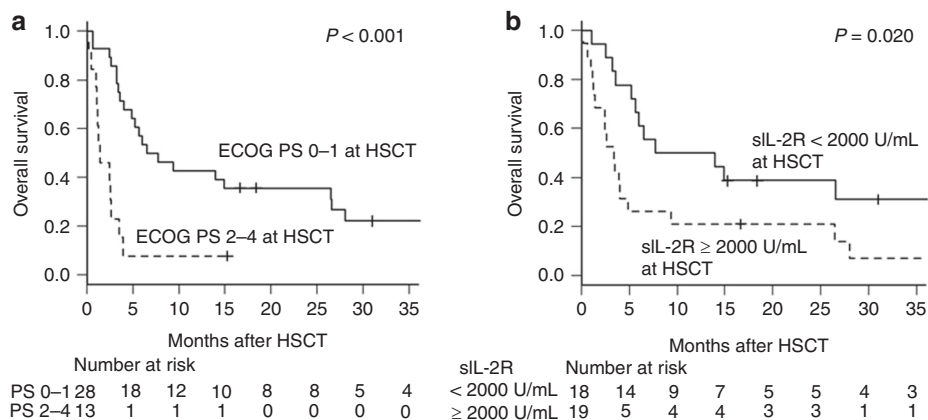 a
P < 0.001
1.0
0.8
0.6
0.4
0.2
0.0
Overall survival
ECOG PS 0–1 at HSCT
ECOG PS 2–4 at HSCT
0 5 10 15 20 25 30 35
Months after HSCT
Number at risk
PS 0–1 28 18 12 10 8 8 5 4
PS 2–4 13 1 1 1 0 0 0 0
b
P = 0.020
1.0
0.8
0.6
0.4
0.2
0.0
Overall survival
sIL-2R < 2000 U/mL
at HSCT
sIL-2R ≥ 2000 U/mL
at HSCT
0 5 10 15 20 25 30 35
Months after HSCT
sIL-2R Number at risk
< 2000 U/mL 18 14 9 7 5 5 4 3
≥ 2000 U/mL 19 5 4 4 3 3 1 1